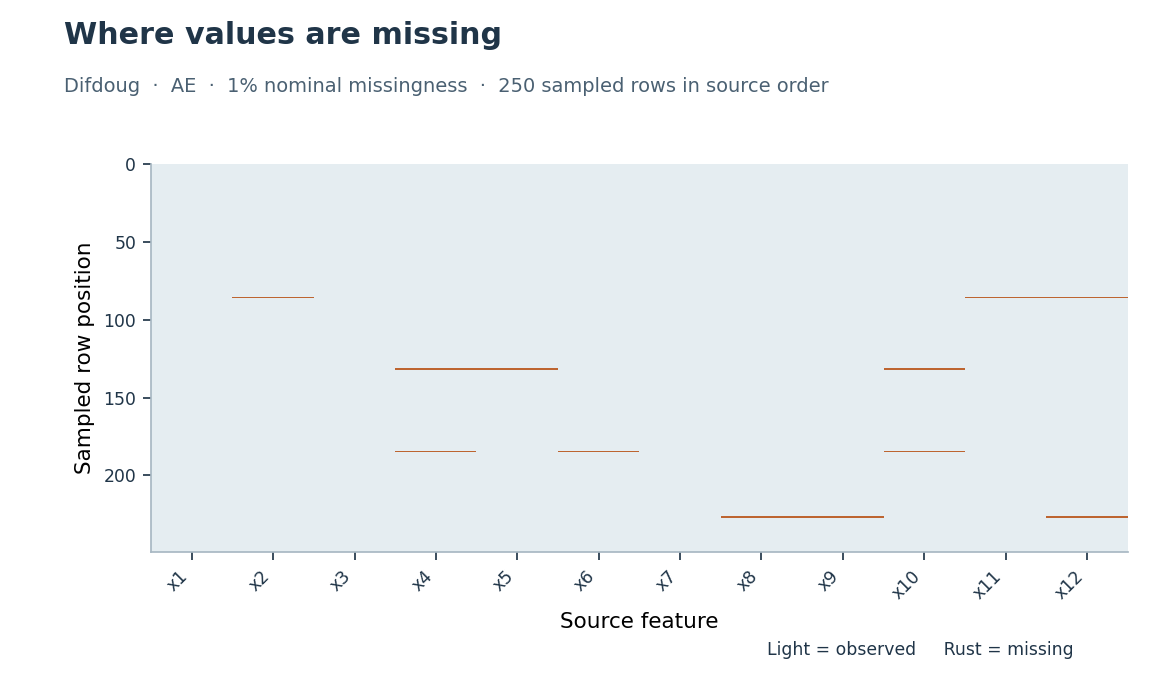 Where values are missing
Difdoug · AE · 1% nominal missingness · 250 sampled rows in source order
0
50
100
150
200
Sampled row position
x1 x2 x3 x4 x5 x6 x7 x8 x9 x10 x11 x12
Source feature
Light = observed Rust = missing